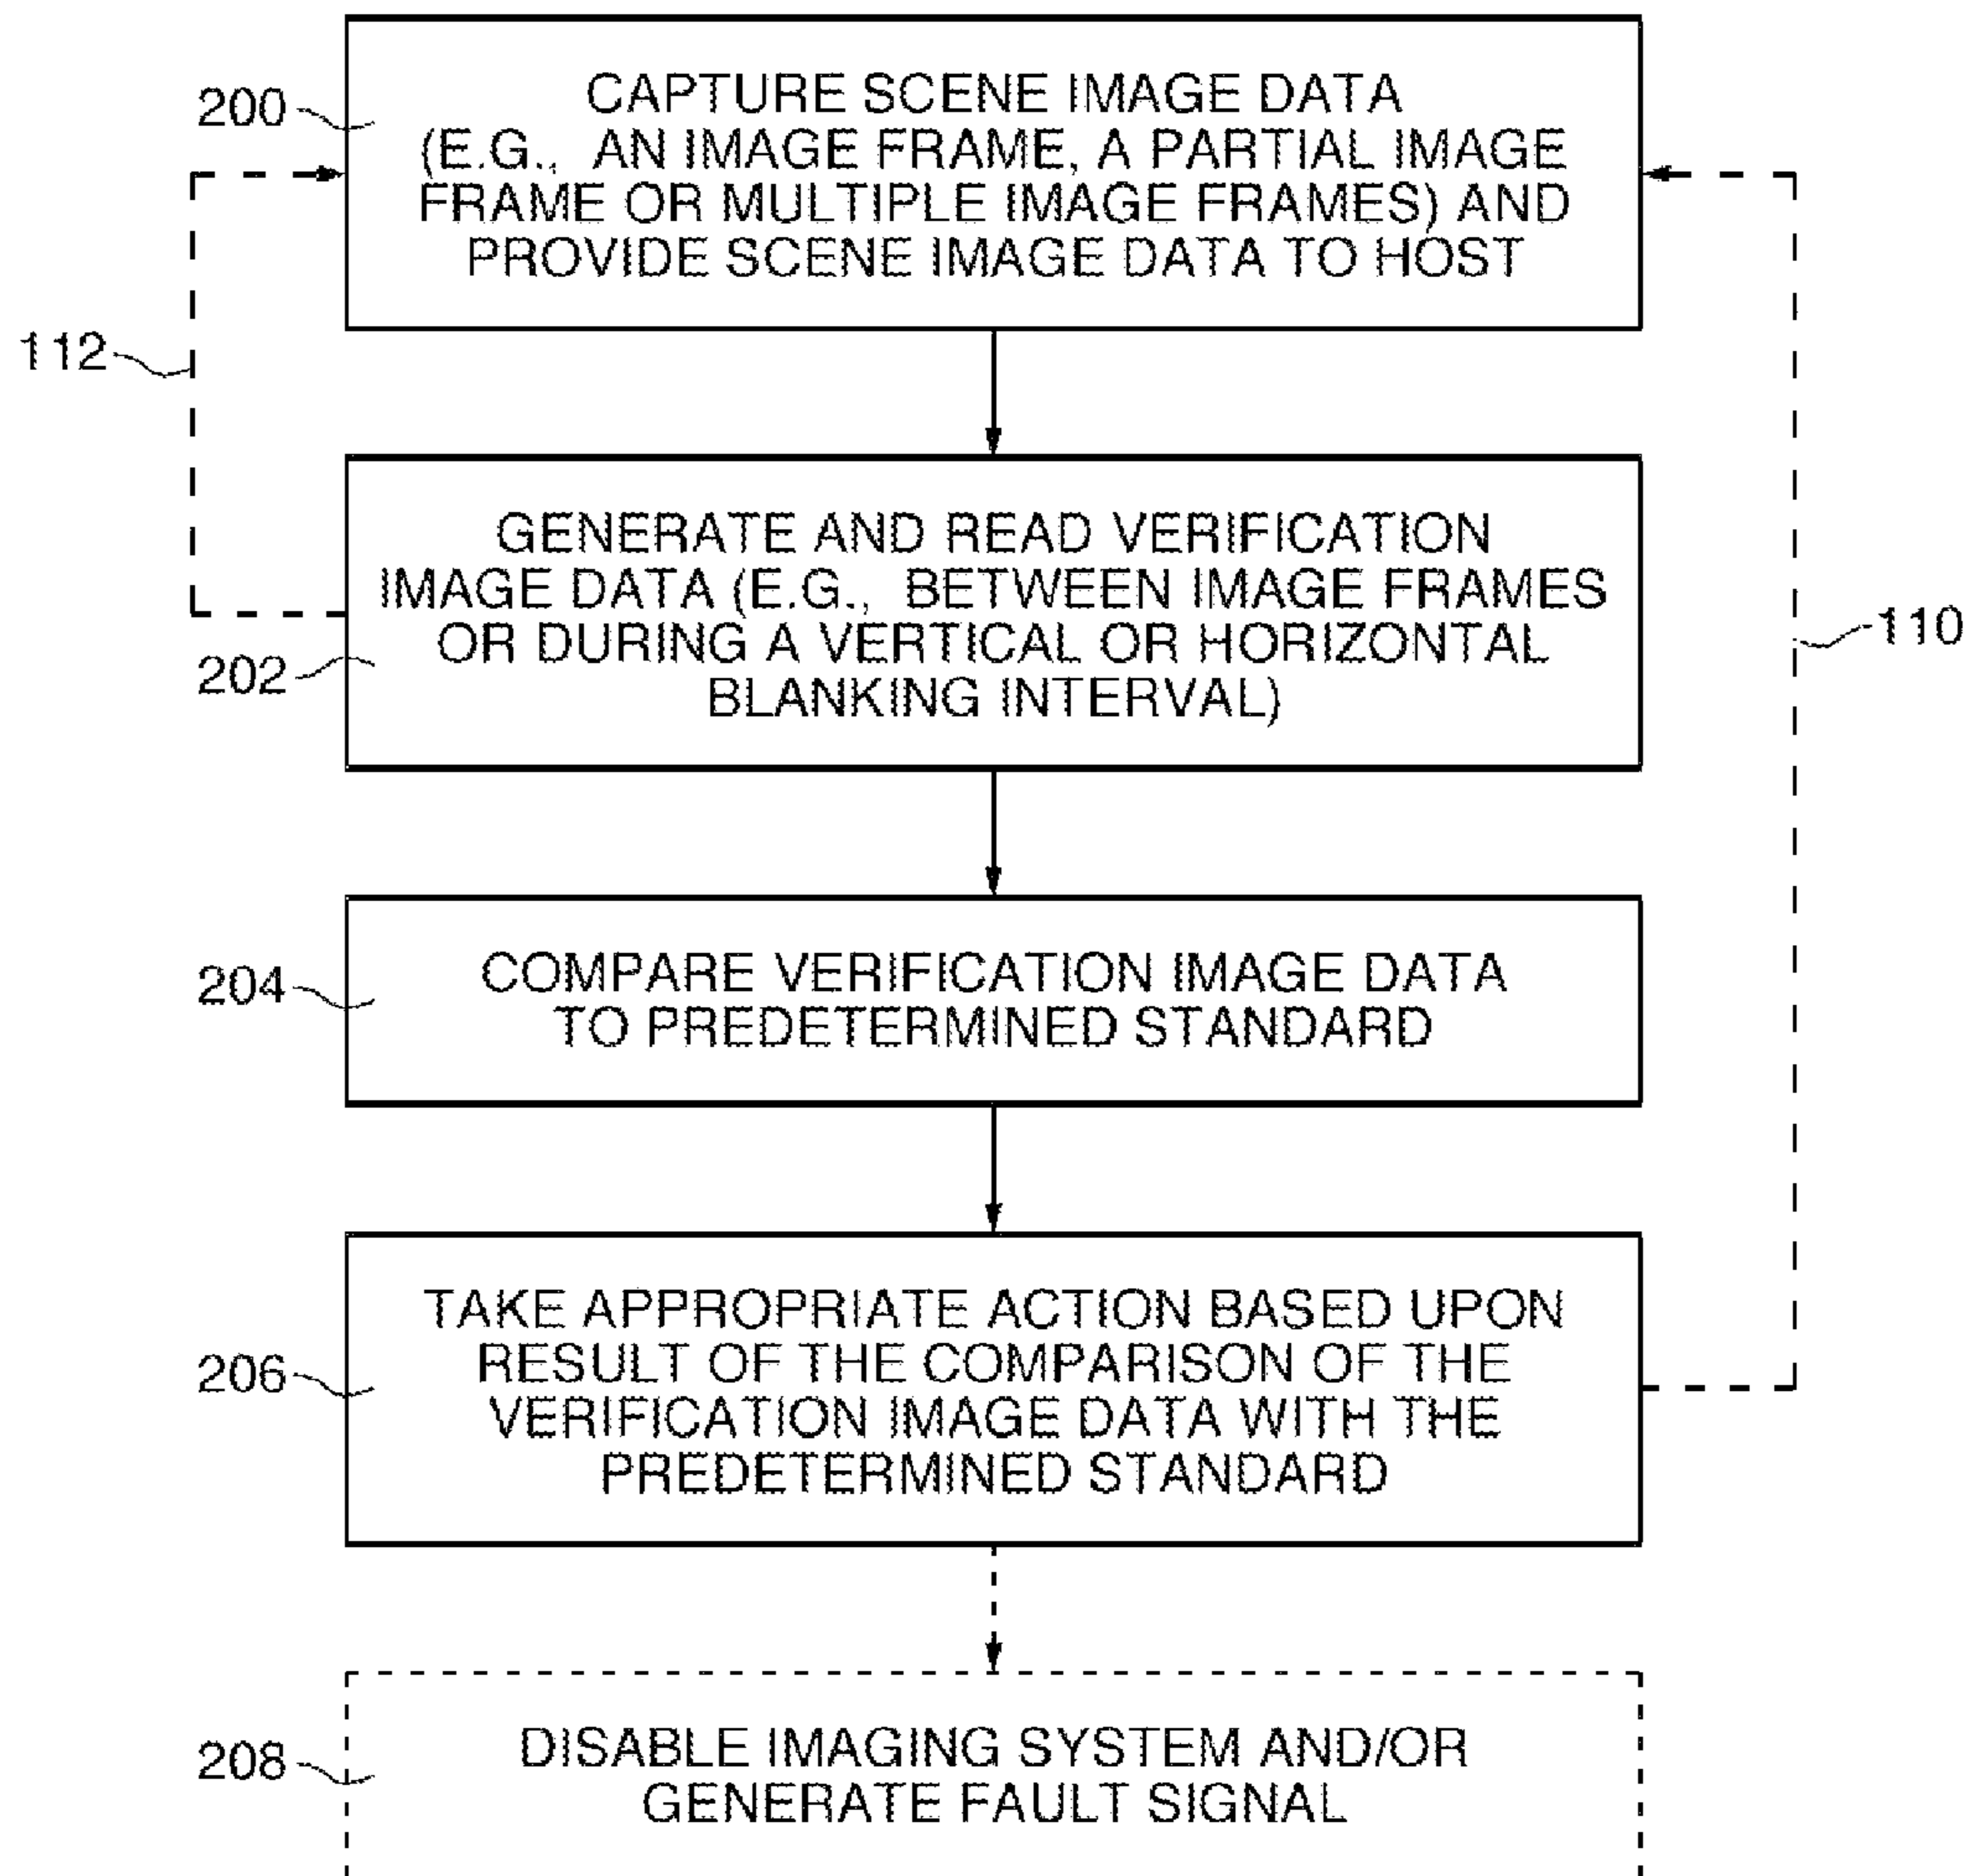 200
CAPTURE SCENE IMAGE DATA
(E.G., AN IMAGE FRAME, A PARTIAL IMAGE
FRAME OR MULTIPLE IMAGE FRAMES) AND
PROVIDE SCENE IMAGE DATA TO HOST
112
GENERATE AND READ VERIFICATION
IMAGE DATA (E.G., BETWEEN IMAGE FRAMES
OR DURING A VERTICAL OR HORIZONTAL
BLANKING INTERVAL)
202
110
204
COMPARE VERIFICATION IMAGE DATA
TO PREDETERMINED STANDARD
206
TAKE APPROPRIATE ACTION BASED UPON
RESULT OF THE COMPARISON OF THE
VERIFICATION IMAGE DATA WITH THE
PREDETERMINED STANDARD
208
DISABLE IMAGING SYSTEM AND/OR
GENERATE FAULT SIGNAL